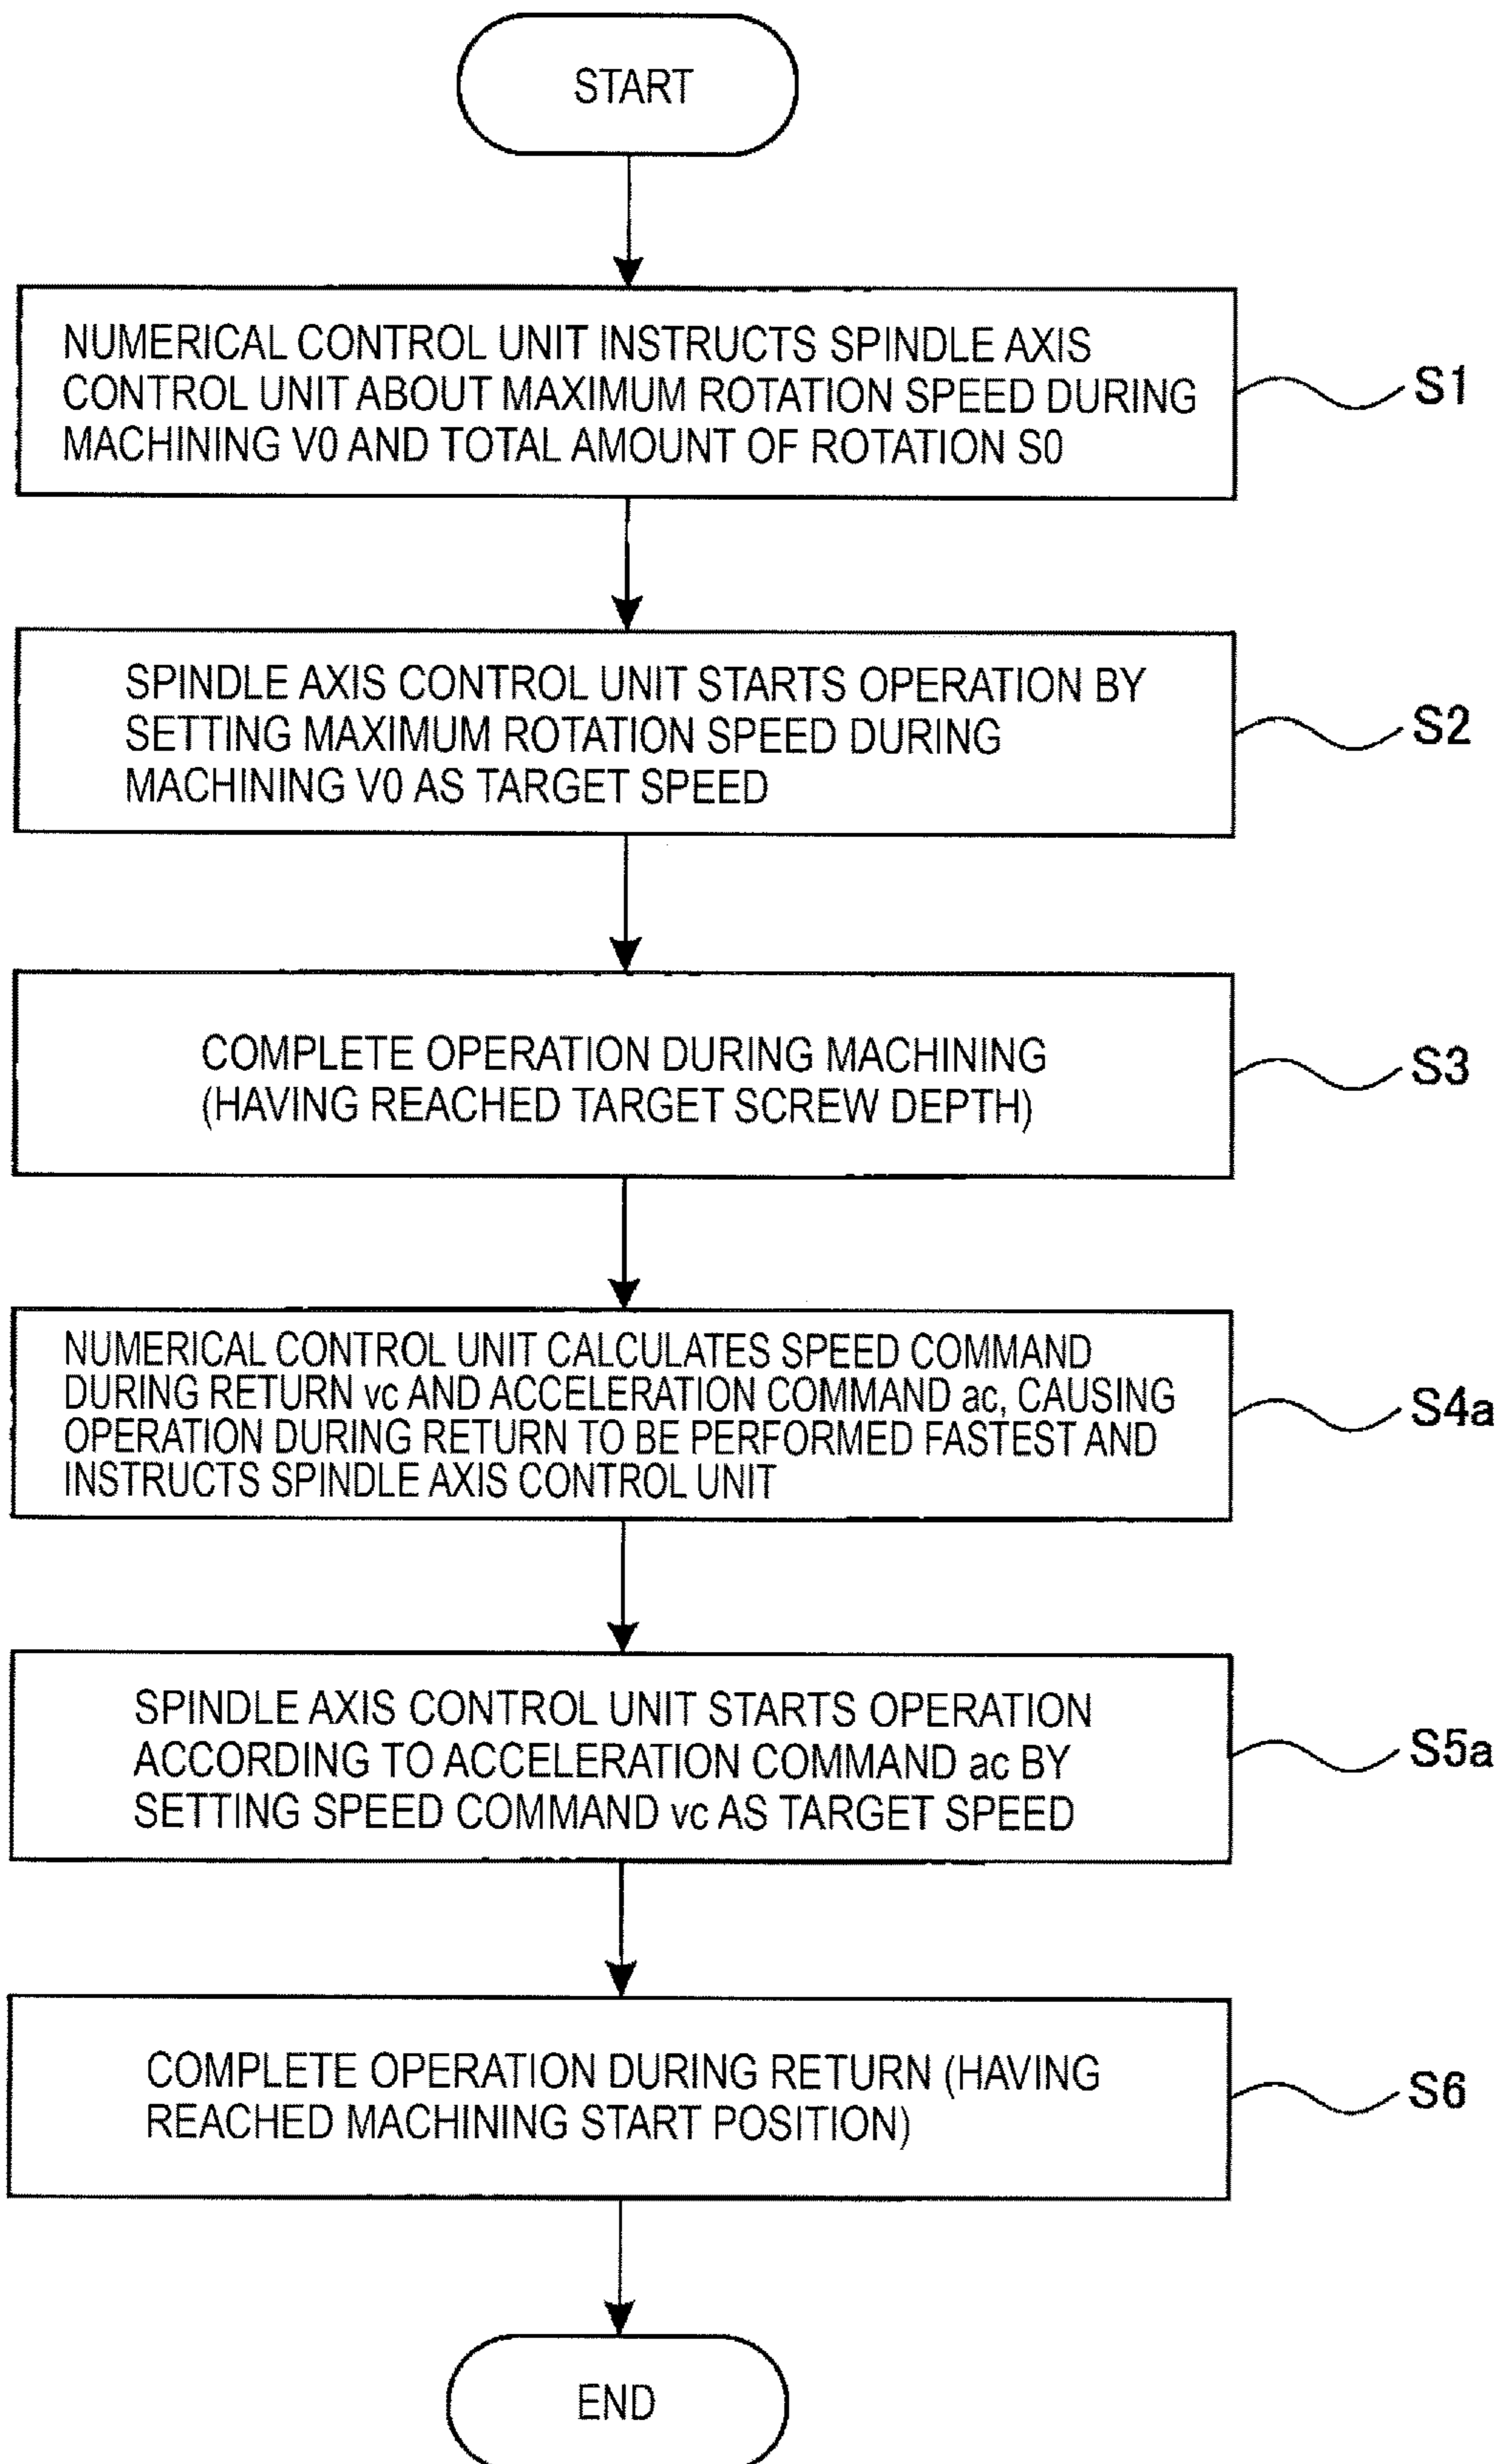 START
NUMERICAL CONTROL UNIT INSTRUCTS SPINDLE AXIS
CONTROL UNIT ABOUT MAXIMUM ROTATION SPEED DURING
MACHINING V0 AND TOTAL AMOUNT OF ROTATION S0
S1
SPINDLE AXIS CONTROL UNIT STARTS OPERATION BY
SETTING MAXIMUM ROTATION SPEED DURING
MACHINING V0 AS TARGET SPEED
S2
COMPLETE OPERATION DURING MACHINING
(HAVING REACHED TARGET SCREW DEPTH)
S3
NUMERICAL CONTROL UNIT CALCULATES SPEED COMMAND
DURING RETURN vc AND ACCELERATION COMMAND ac, CAUSING
OPERATION DURING RETURN TO BE PERFORMED FASTEST AND
INSTRUCTS SPINDLE AXIS CONTROL UNIT
S4a
SPINDLE AXIS CONTROL UNIT STARTS OPERATION
ACCORDING TO ACCELERATION COMMAND ac BY
SETTING SPEED COMMAND vc AS TARGET SPEED
S5a
COMPLETE OPERATION DURING RETURN (HAVING
REACHED MACHINING START POSITION)
S6
END